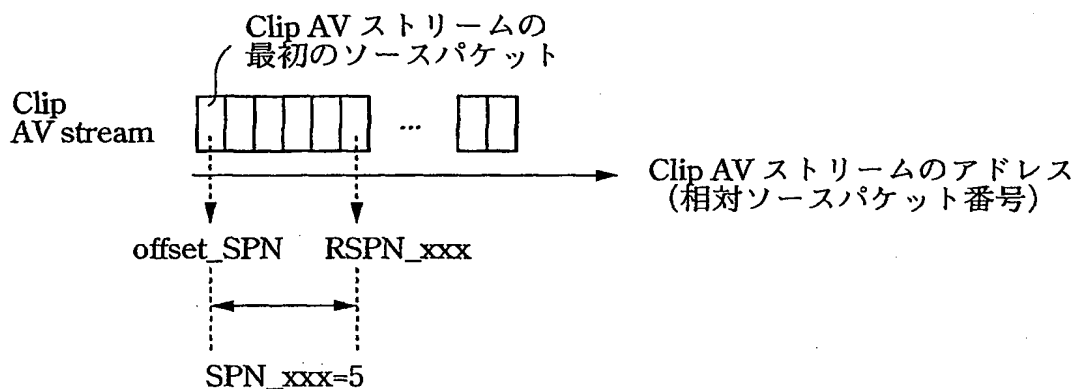 Clip AV ストリームの
最初のソースパケット
Clip
AV stream
...
Clip AV ストリームのアドレス
(相対ソースパケット番号)
offset_SPN RSPN_xxx
SPN_xxx=5